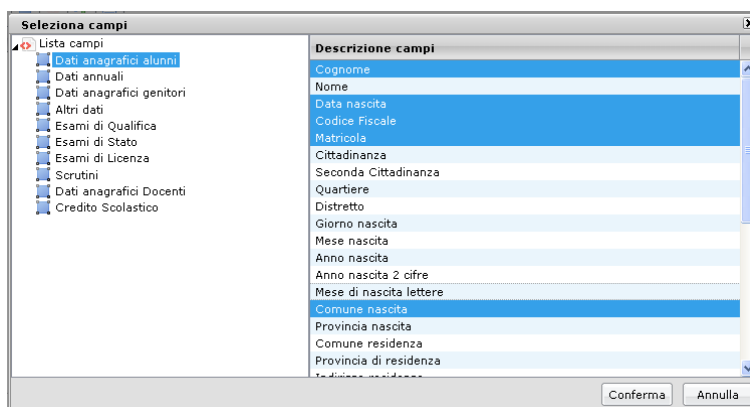 Seleziona campi
Lista campi
Dati anagrafici alunni
Dati annuali
Dati anagrafici genitori
Altri dati
Esami di Qualifica
Esami di Stato
Esami di Licenza
Scrutini
Dati anagrafici Docenti
Credito Scolastico
Descrizione campi
Cognome
Nome
Data nascita
Codice Fiscale
Matricola
Cittadinanza
Seconda Cittadinanza
Quartiere
Distretto
Giorno nascita
Mese nascita
Anno nascita
Anno nascita 2 cifre
Mese di nascita lettere
Comune nascita
Provincia nascita
Comune residenza
Provincia di residenza
Indirizzo residenza
Conferma
Annulla